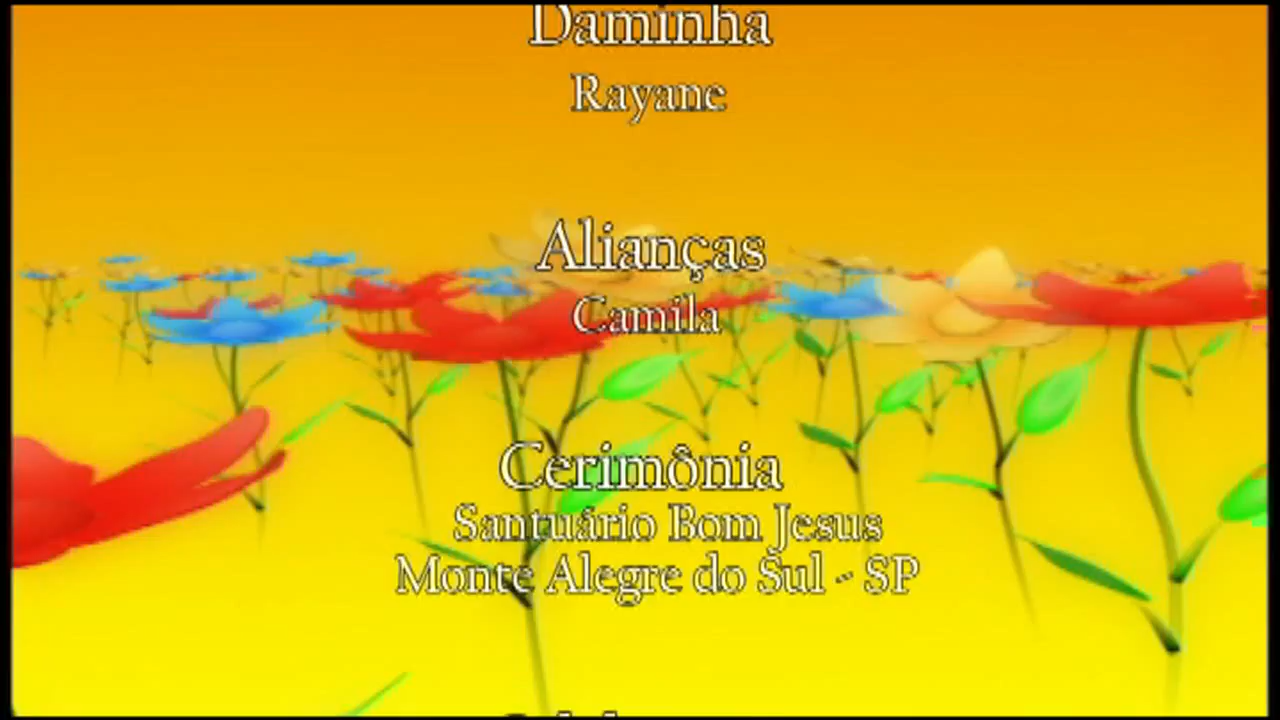 Daminha
Rayane
Alianças
Camila
Cerimônia
Santuário Bom Jesus
Monte Alegre do Sul - SP